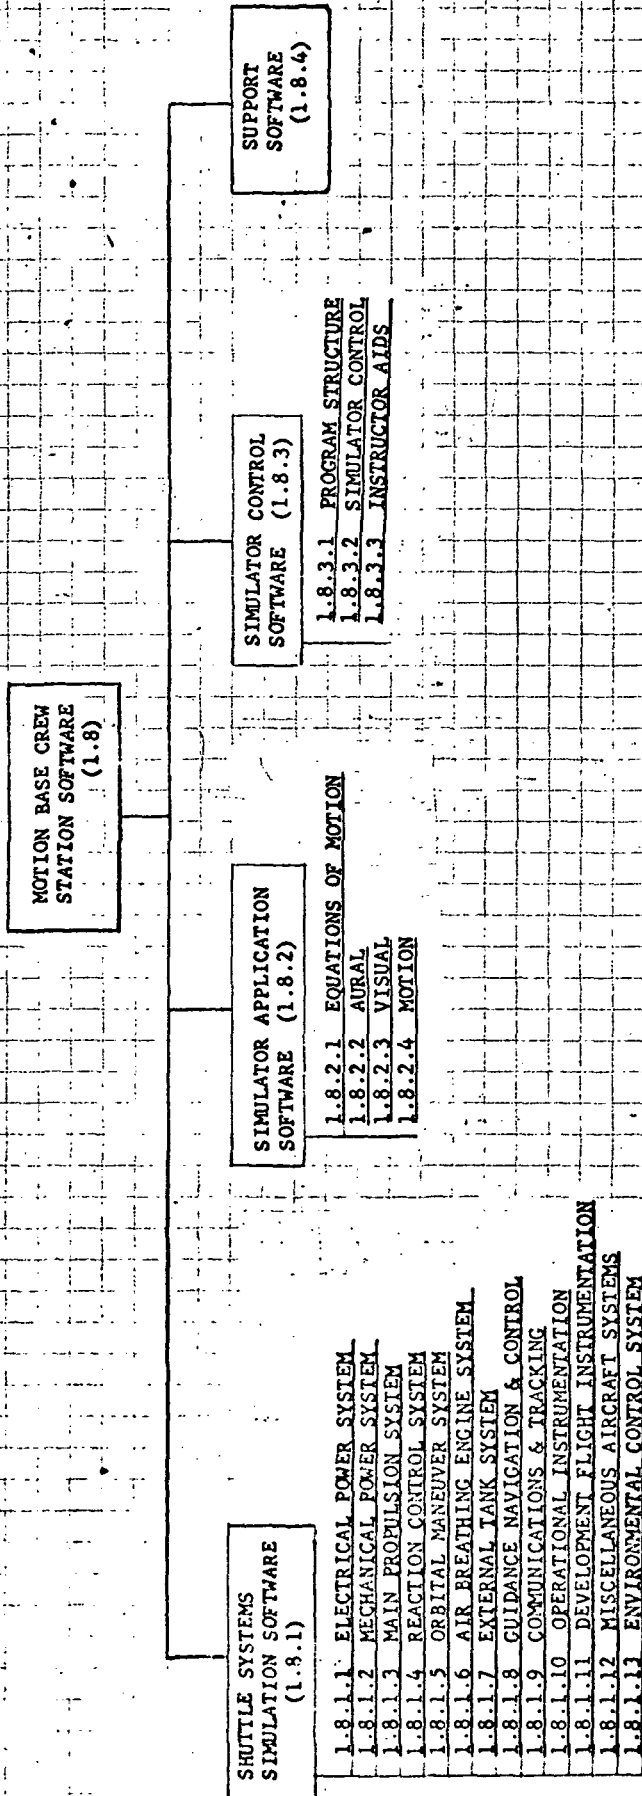 MOTION BASE CREW
STATION SOFTWARE
(1.8)
SHUTTLE SYSTEMS
SIMULATION SOFTWARE
(1.8.1)
1.8.1.1 ELECTRICAL POWER SYSTEM
1.8.1.2 MECHANICAL POWER SYSTEM
1.8.1.3 MAIN PROPULSION SYSTEM
1.8.1.4 REACTION CONTROL SYSTEM
1.8.1.5 ORBITAL MANEUVER SYSTEM
1.8.1.6 AIR BREATHING ENGINE SYSTEM
1.8.1.7 EXTERNAL TANK SYSTEM
1.8.1.8 GUIDANCE NAVIGATION & CONTROL
1.8.1.9 COMMUNICATIONS & TRACKING
1.8.1.10 OPERATIONAL INSTRUMENTATION
1.8.1.11 DEVELOPMENT FLIGHT INSTRUMENTATION
1.8.1.12 MISCELLANEOUS AIRCRAFT SYSTEMS
1.8.1.13 ENVIRONMENTAL CONTROL SYSTEM
SIMULATOR APPLICATION
SOFTWARE (1.8.2)
1.8.2.1 EQUATIONS OF MOTION
1.8.2.2 AURAL
1.8.2.3 VISUAL
1.8.2.4 MOTION
SIMULATOR CONTROL
SOFTWARE (1.8.3)
1.8.3.1 PROGRAM STRUCTURE
1.8.3.2 SIMULATOR CONTROL
1.8.3.3 INSTRUCTOR AIDS
SUPPORT
SOFTWARE
(1.8.4)